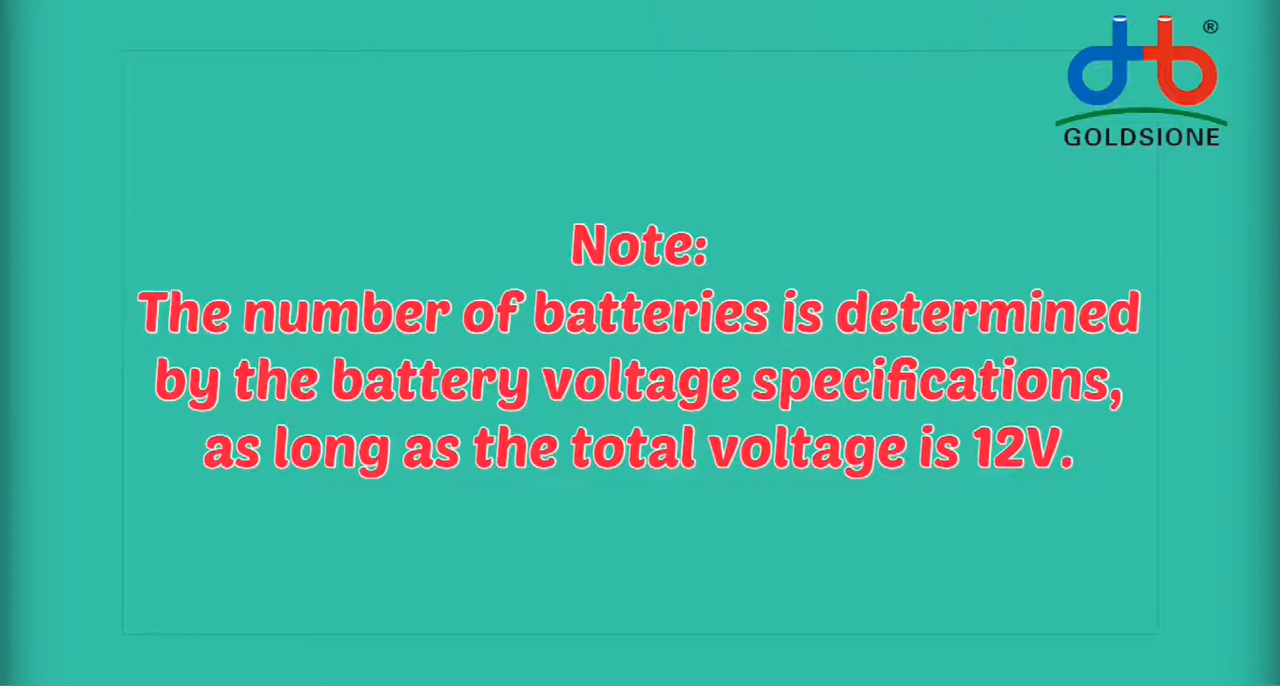 ®
GOLDSIONE
Note:
The number of batteries is determined
by the battery voltage specifications,
as long as the total voltage is 12V.